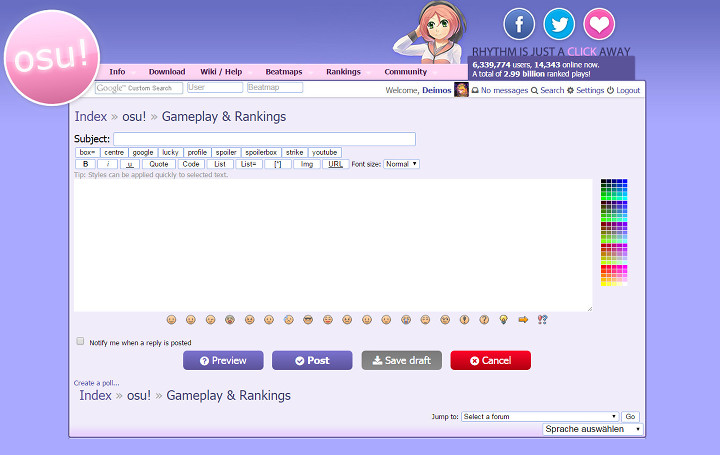 osu!
RHYTHM IS JUST A CLICK AWAY
6,339,774 users, 14,343 online now.
A total of 2.99 billion ranked plays!
Info Download Wiki / Help Beatmaps Rankings Community
Google™ Custom Search User Beatmap Welcome, Deimos No messages Search Settings Logout
Index » osu! » Gameplay & Rankings
Subject:
box= centre google lucky profile spoiler spoilerbox strike youtube
B i u Quote Code List List= [*] Img URL Font size: Normal
Tip: Styles can be applied quickly to selected text.
Notify me when a reply is posted
Preview Post Save draft Cancel
Create a poll...
Index » osu! » Gameplay & Rankings
Jump to: Select a forum Go
Sprache auswählen